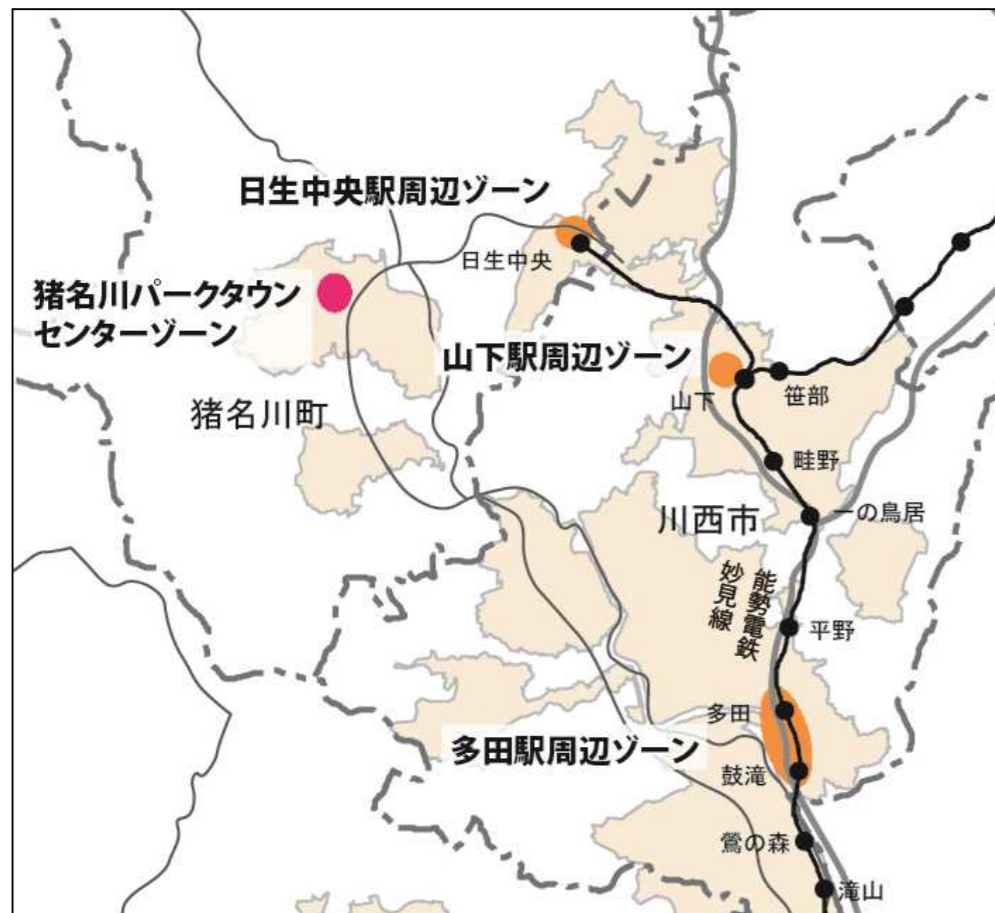 日生中央駅周辺ゾーン
日生中央
猪名川パークタウン
センターゾーン
山下駅周辺ゾーン
山下
笹部
猪名川町
畦野
川西市
一の鳥居
能勢電鉄
妙見線
平野
多田
多田駅周辺ゾーン
鼓滝
鶯の森
滝山